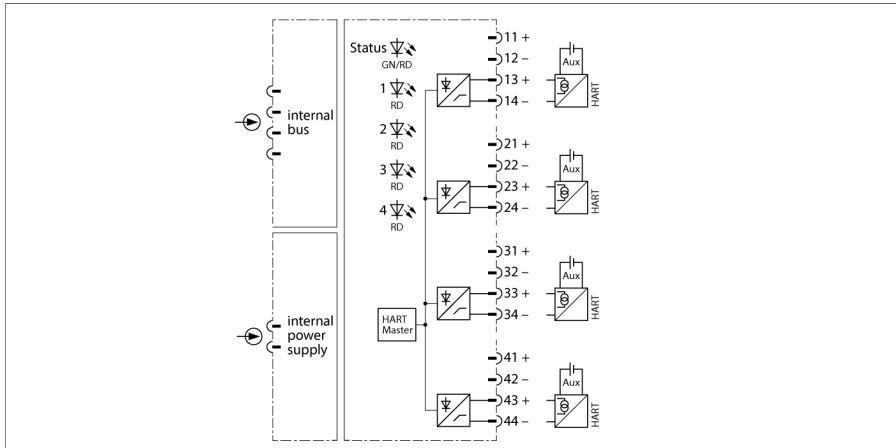 Status
GN/RD
1
RD
2
RD
3
RD
4
RD
internal
bus
internal
power
supply
HART
Master
11 +
12 –
13 +
14 –
Aux
HART
21 +
22 –
23 +
24 –
Aux
HART
31 +
32 –
33 +
34 –
Aux
HART
41 +
42 –
43 +
44 –
Aux
HART